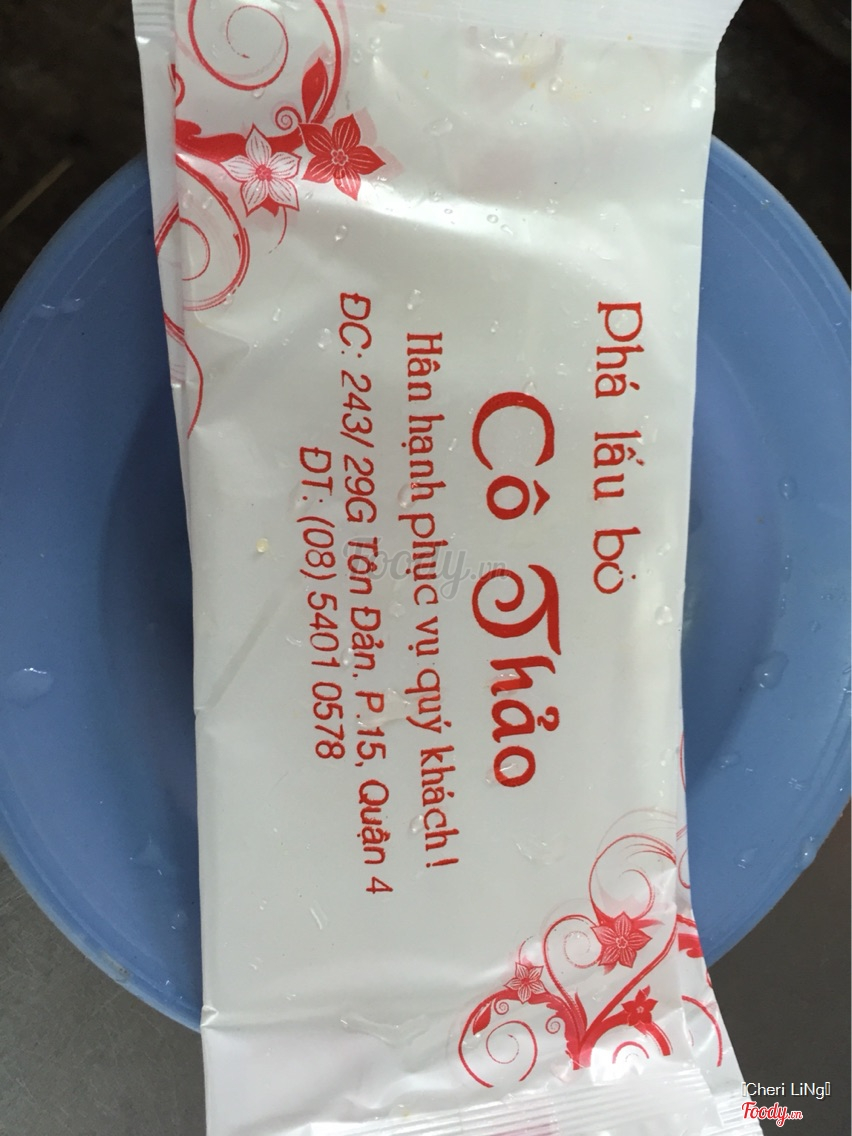 Phá lấu bò
Cô Thảo
Hân hạnh phục vụ quý khách!
ĐC: 243/ 29G Tôn Đản, P.15, Quận 4
ĐT: (08) 5401 0578
Foody.vn
Cheri LiNg
Foody.vn